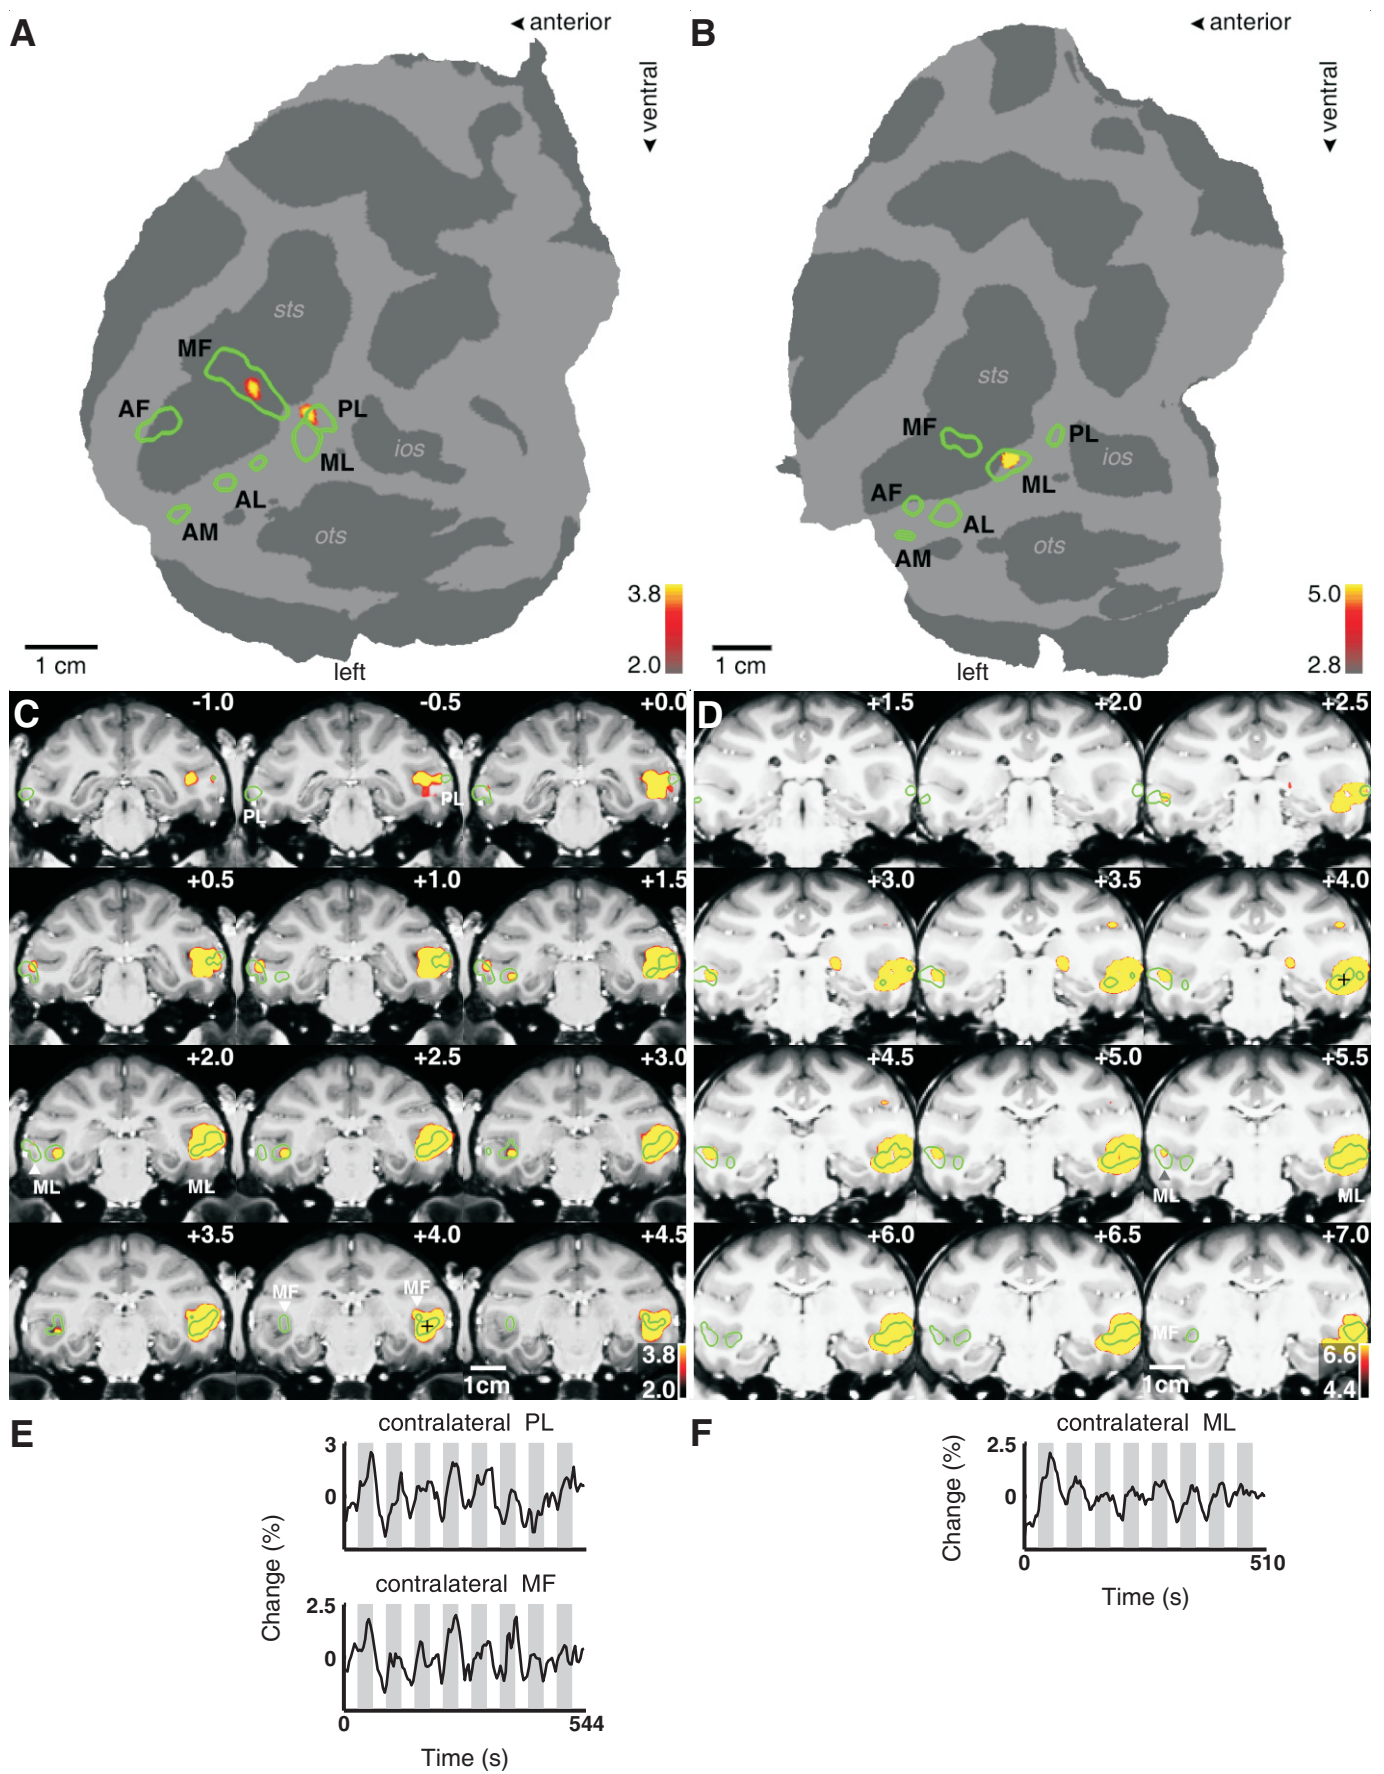 A
anterior
ventral
sts
MF
AF
PL
ios
ML
AL
AM
ots
3.8
2.0
1 cm
left
B
anterior
ventral
sts
MF
PL
ios
ML
AF
AL
AM
ots
5.0
2.8
1 cm
left
C
-1.0
-0.5
+0.0
PL
PL
+0.5
+1.0
+1.5
+2.0
+2.5
+3.0
ML
ML
+3.5
+4.0
+4.5
MF
MF
1cm
3.8
2.0
D
+1.5
+2.0
+2.5
+3.0
+3.5
+4.0
+4.5
+5.0
+5.5
ML
ML
+6.0
+6.5
+7.0
MF
1cm
6.6
4.4
E
contralateral PL
3
0
Change (%)
contralateral MF
2.5
0
0
544
Time (s)
F
contralateral ML
2.5
0
Change (%)
0
510
Time (s)